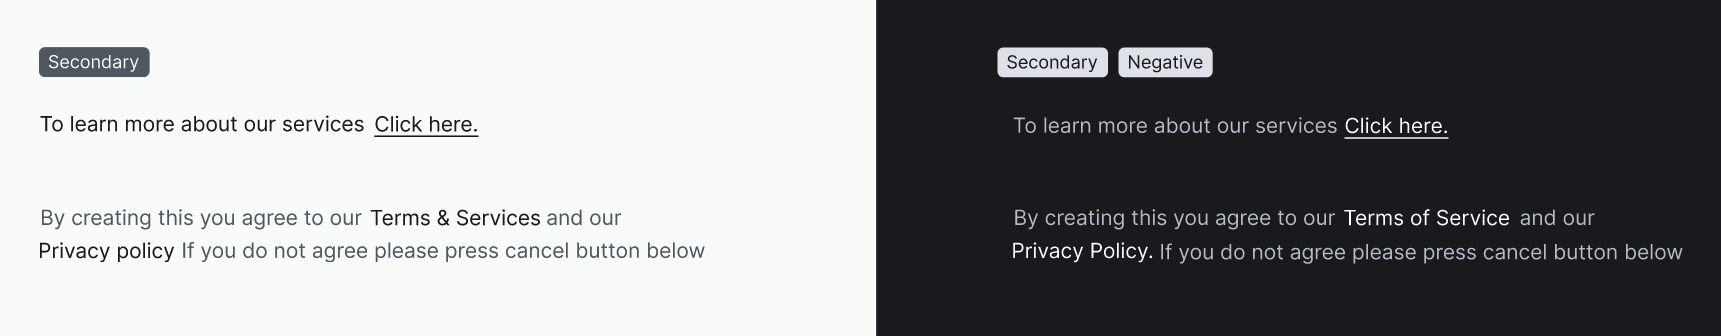 Secondary
To learn more about our services Click here.
By creating this you agree to our Terms & Services and our
Privacy policy If you do not agree please press cancel button below
Secondary Negative
To learn more about our services Click here.
By creating this you agree to our Terms of Service and our
Privacy Policy. If you do not agree please press cancel button below